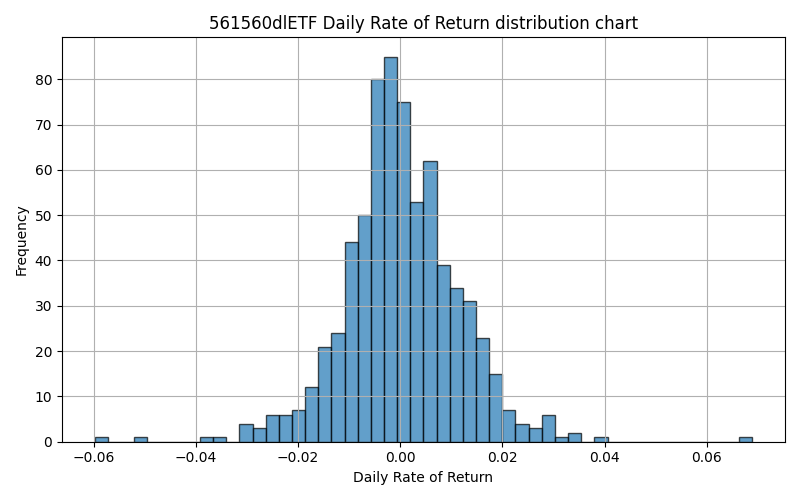 561560dlETF Daily Rate of Return distribution chart
Frequency
80
70
60
50
40
30
20
10
0
−0.06 −0.04 −0.02 0.00 0.02 0.04 0.06
Daily Rate of Return